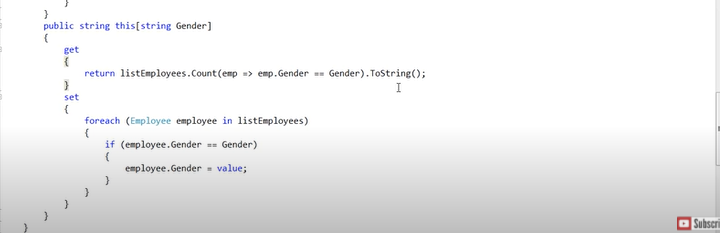 }
}
public string this[string Gender]
{
get
{
return listEmployees.Count(emp => emp.Gender == Gender).ToString();
}
set
{
foreach (Employee employee in listEmployees)
{
if (employee.Gender == Gender)
{
employee.Gender = value;
}
}
}
}
}
Subscri